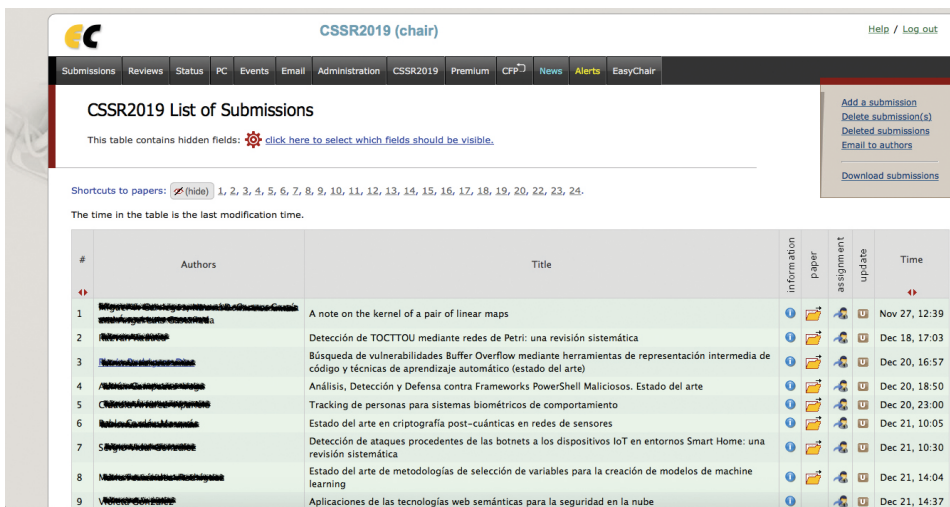 EC
CSSR2019 (chair)
Help / Log out
Submissions Reviews Status PC Events Email Administration CSSR2019 Premium CFP News Alerts EasyChair
CSSR2019 List of Submissions
This table contains hidden fields: click here to select which fields should be visible.
Add a submission
Delete submission(s)
Deleted submissions
Email to authors
Download submissions
Shortcuts to papers: (hide) 1, 2, 3, 4, 5, 6, 7, 8, 9, 10, 11, 12, 13, 14, 15, 16, 17, 18, 19, 20, 22, 23, 24.
The time in the table is the last modification time.
# Authors Title information paper assignment update Time
1 A note on the kernel of a pair of linear maps Nov 27, 12:39
2 Detección de TOCTTOU mediante redes de Petri: una revisión sistemática Dec 18, 17:03
3 Búsqueda de vulnerabilidades Buffer Overflow mediante herramientas de representación intermedia de
código y técnicas de aprendizaje automático (estado del arte) Dec 20, 16:57
4 Análisis, Detección y Defensa contra Frameworks PowerShell Maliciosos. Estado del arte Dec 20, 18:50
5 Tracking de personas para sistemas biométricos de comportamiento Dec 20, 23:00
6 Estado del arte en criptografía post-cuánticas en redes de sensores Dec 21, 10:05
7 Detección de ataques procedentes de las botnets a los dispositivos IoT en entornos Smart Home: una
revisión sistemática Dec 21, 10:30
8 Estado del arte de metodologías de selección de variables para la creación de modelos de machine
learning Dec 21, 14:04
9 Aplicaciones de las tecnologías web semánticas para la seguridad en la nube Dec 21, 14:37